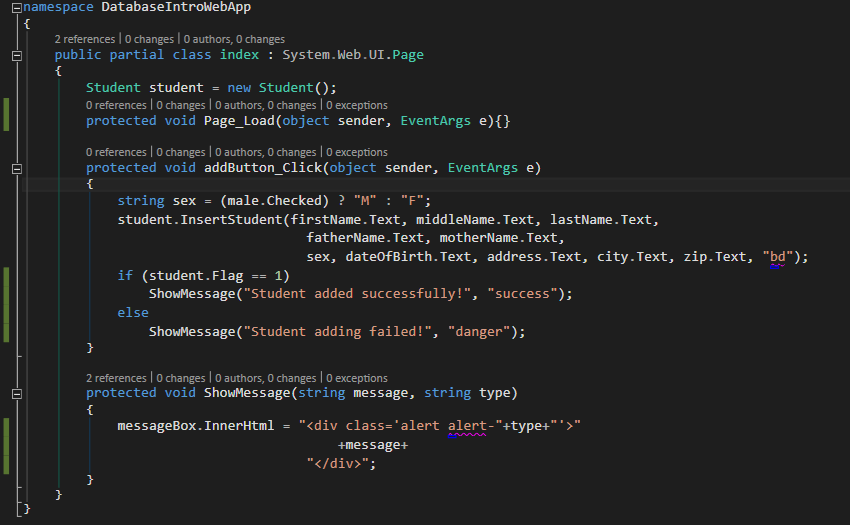 namespace DatabaseIntroWebApp
{
2 references | 0 changes | 0 authors, 0 changes
public partial class index : System.Web.UI.Page
{
Student student = new Student();
0 references | 0 changes | 0 authors, 0 changes | 0 exceptions
protected void Page_Load(object sender, EventArgs e){}
0 references | 0 changes | 0 authors, 0 changes | 0 exceptions
protected void addButton_Click(object sender, EventArgs e)
{
string sex = (male.Checked) ? "M" : "F";
student.InsertStudent(firstName.Text, middleName.Text, lastName.Text,
fatherName.Text, motherName.Text,
sex, dateOfBirth.Text, address.Text, city.Text, zip.Text, "bd");
if (student.Flag == 1)
ShowMessage("Student added successfully!", "success");
else
ShowMessage("Student adding failed!", "danger");
}
2 references | 0 changes | 0 authors, 0 changes | 0 exceptions
protected void ShowMessage(string message, string type)
{
messageBox.InnerHtml = "<div class='alert alert-"+type+"'>"
+message+
"</div>";
}
}
}